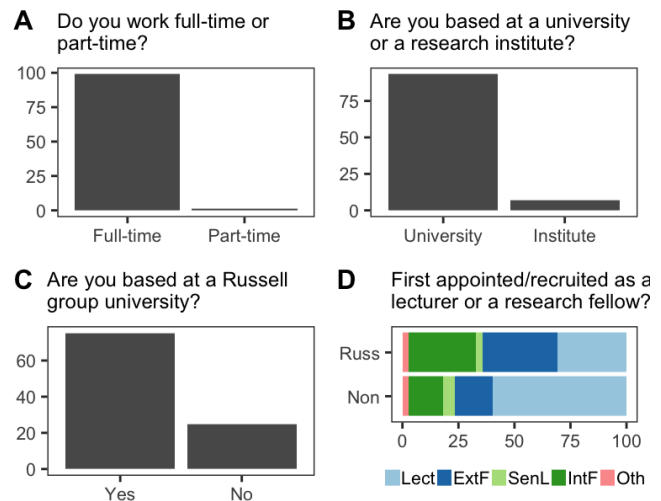 A Do you work full-time or
part-time?
100
75
50
25
0
Full-time Part-time
B Are you based at a university
or a research institute?
75
50
25
0
University Institute
C Are you based at a Russell
group university?
60
40
20
0
Yes No
D First appointed/recruited as a
lecturer or a research fellow?
Russ
Non
0 25 50 75 100
Lect ExtF SenL IntF Oth